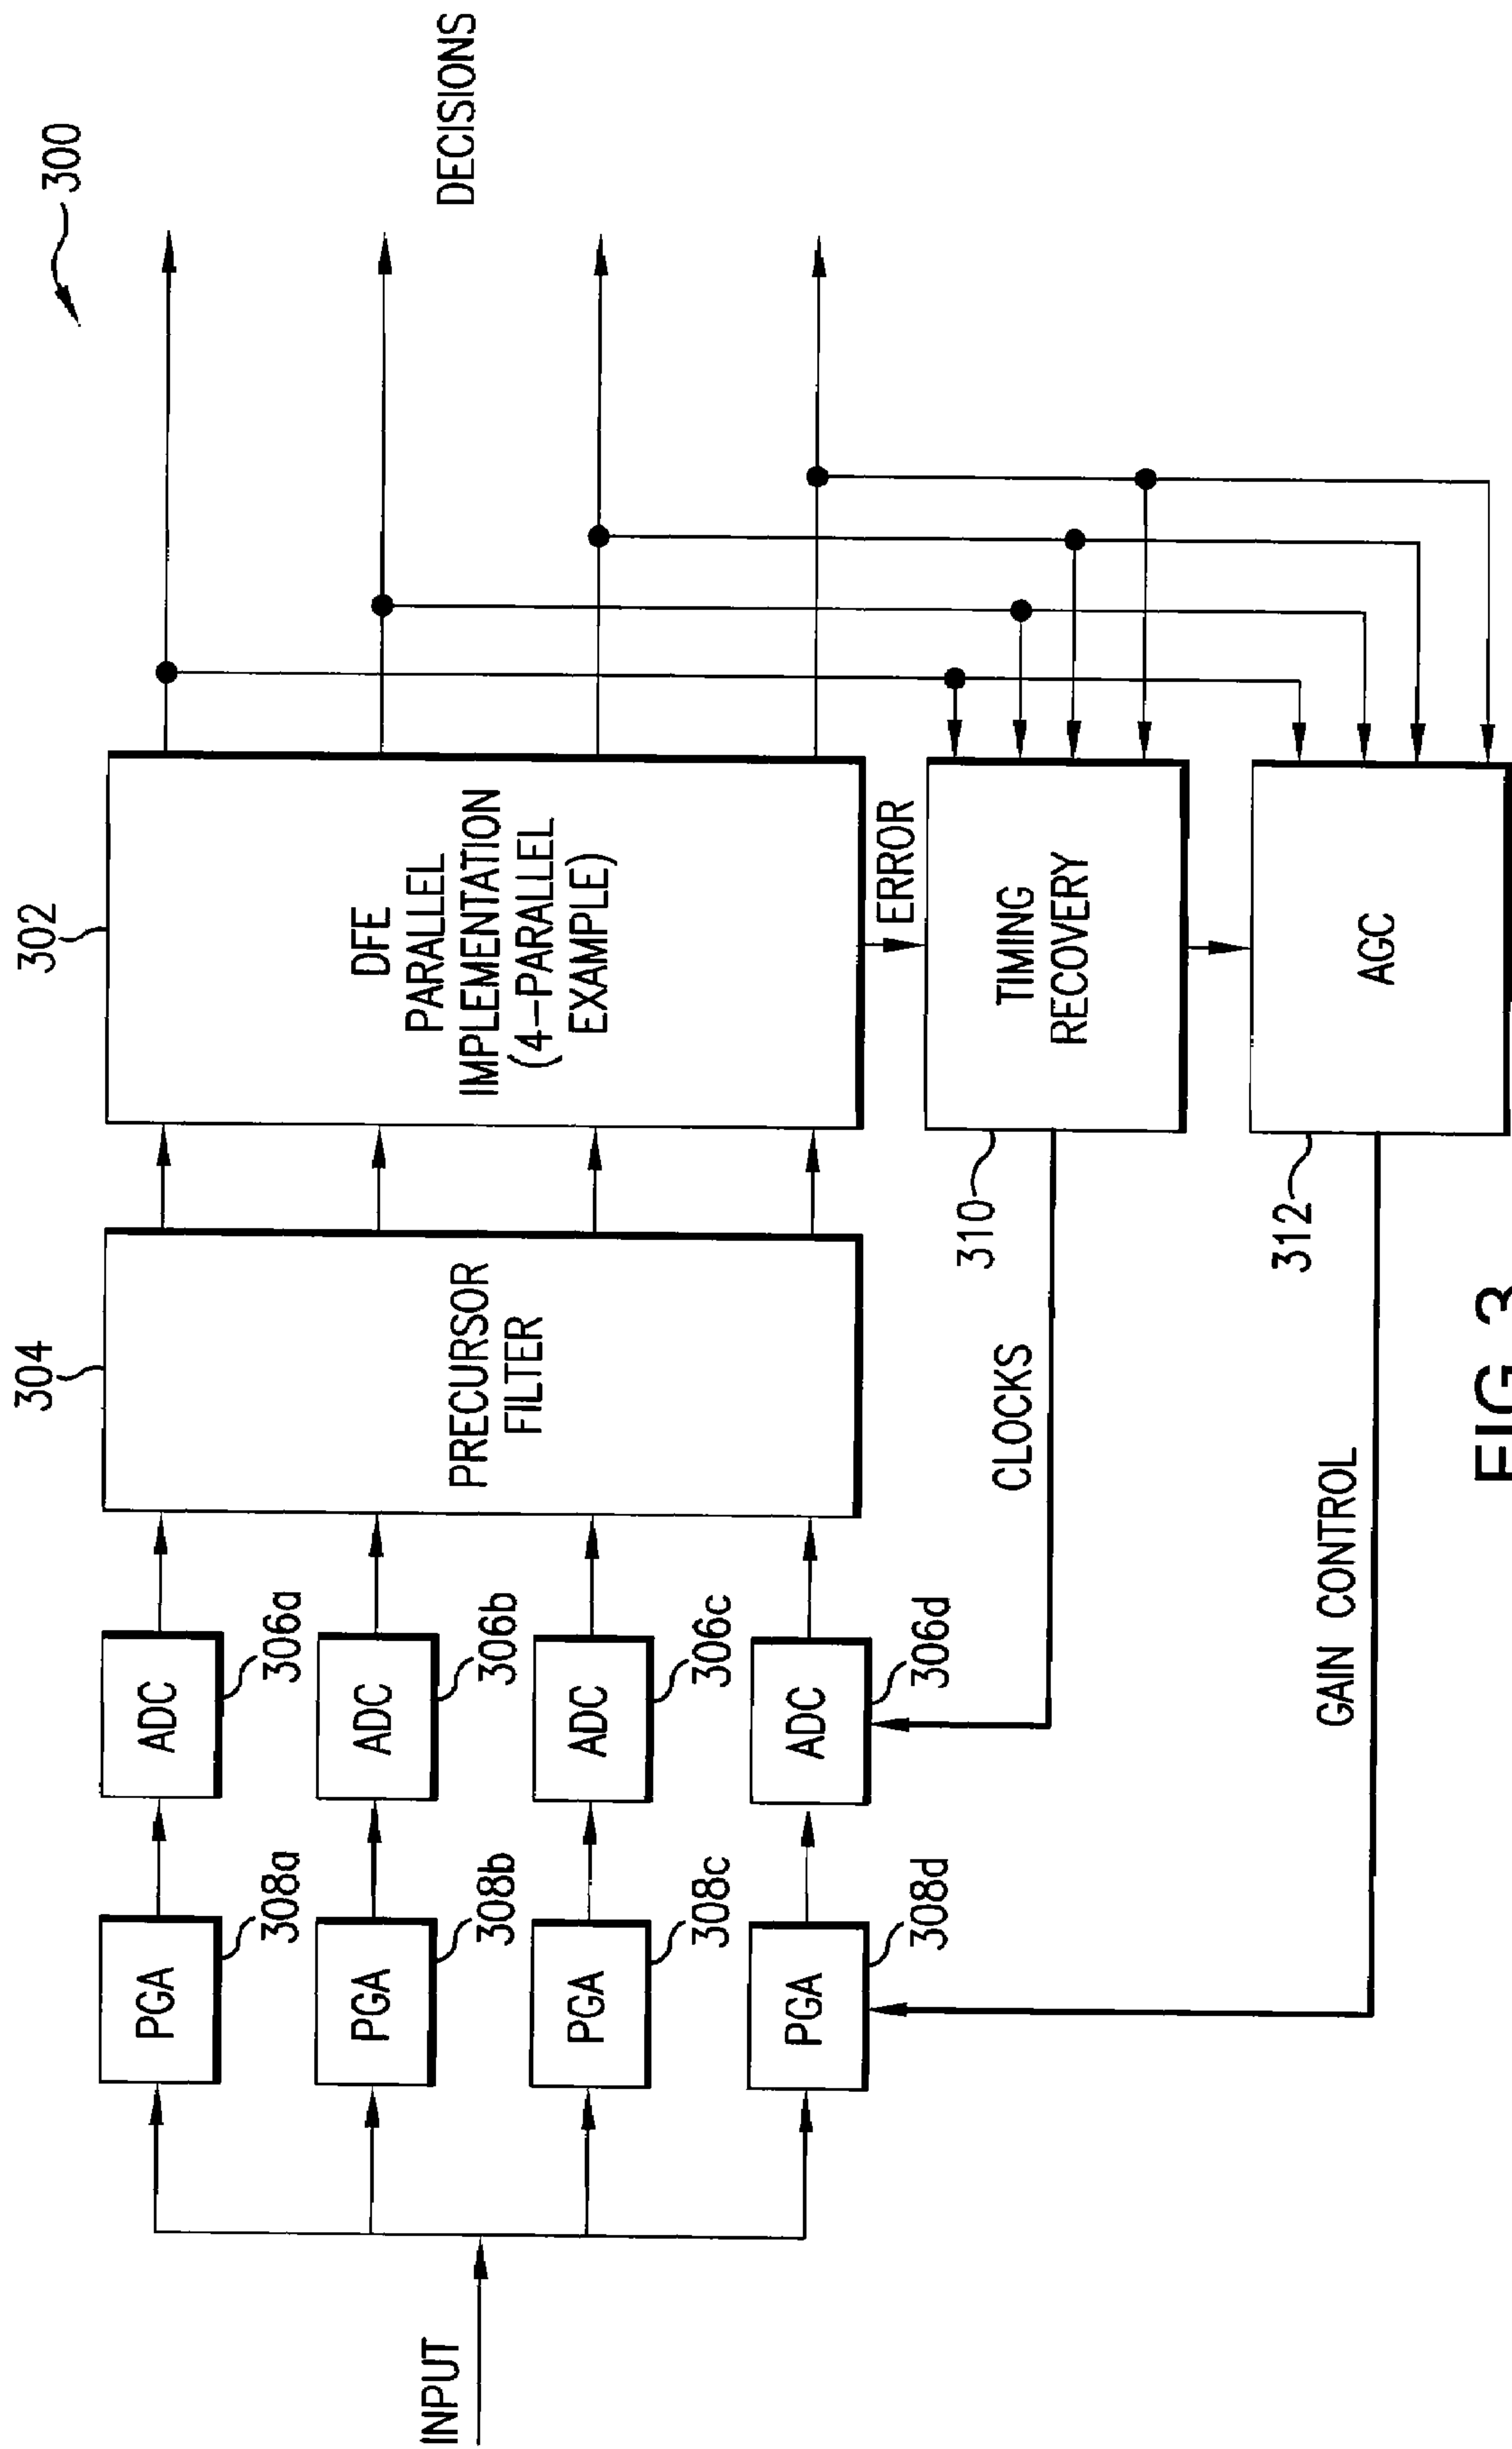 300
302
304
DFE
PARALLEL
IMPLEMENTATION
(4-PARALLEL
EXAMPLE)
DECISIONS
PRECURSOR
FILTER
ADC
306a
ADC
306b
ADC
306c
ADC
306d
PGA
308a
PGA
308b
PGA
308c
PGA
308d
INPUT
ERROR
TIMING
RECOVERY
310
CLOCKS
AGC
312
GAIN CONTROL
FIG. 3